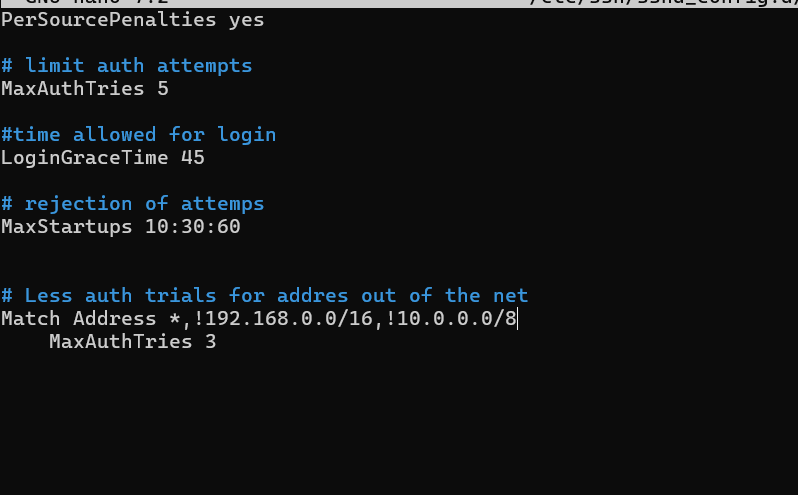 GNU nano 7.2 /etc/ssh/sshd_config.d/
PerSourcePenalties yes
# limit auth attempts
MaxAuthTries 5
#time allowed for login
LoginGraceTime 45
# rejection of attemps
MaxStartups 10:30:60
# Less auth trials for addres out of the net
Match Address *,!192.168.0.0/16,!10.0.0.0/8
MaxAuthTries 3